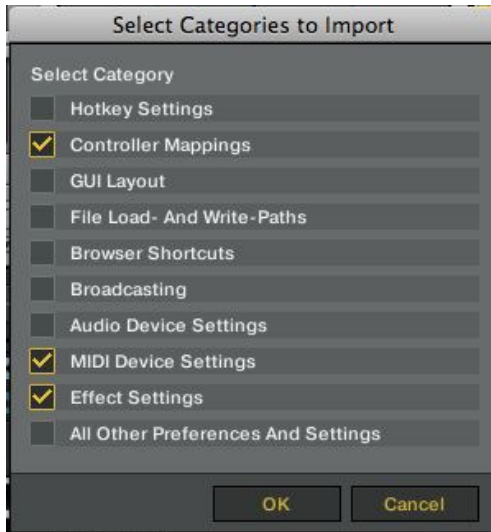 Select Categories to Import
Select Category
Hotkey Settings
Controller Mappings
GUI Layout
File Load- And Write-Paths
Browser Shortcuts
Broadcasting
Audio Device Settings
MIDI Device Settings
Effect Settings
All Other Preferences And Settings
OK Cancel